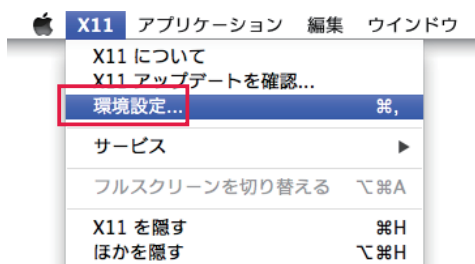 X11 アプリケーション 編集 ウインドウ
X11 について
X11 アップデートを確認...
環境設定... ⌘,
サービス ▶
フルスクリーンを切り替える ⌥⌘A
X11 を隠す ⌘H
ほかを隠す ⌥⌘H